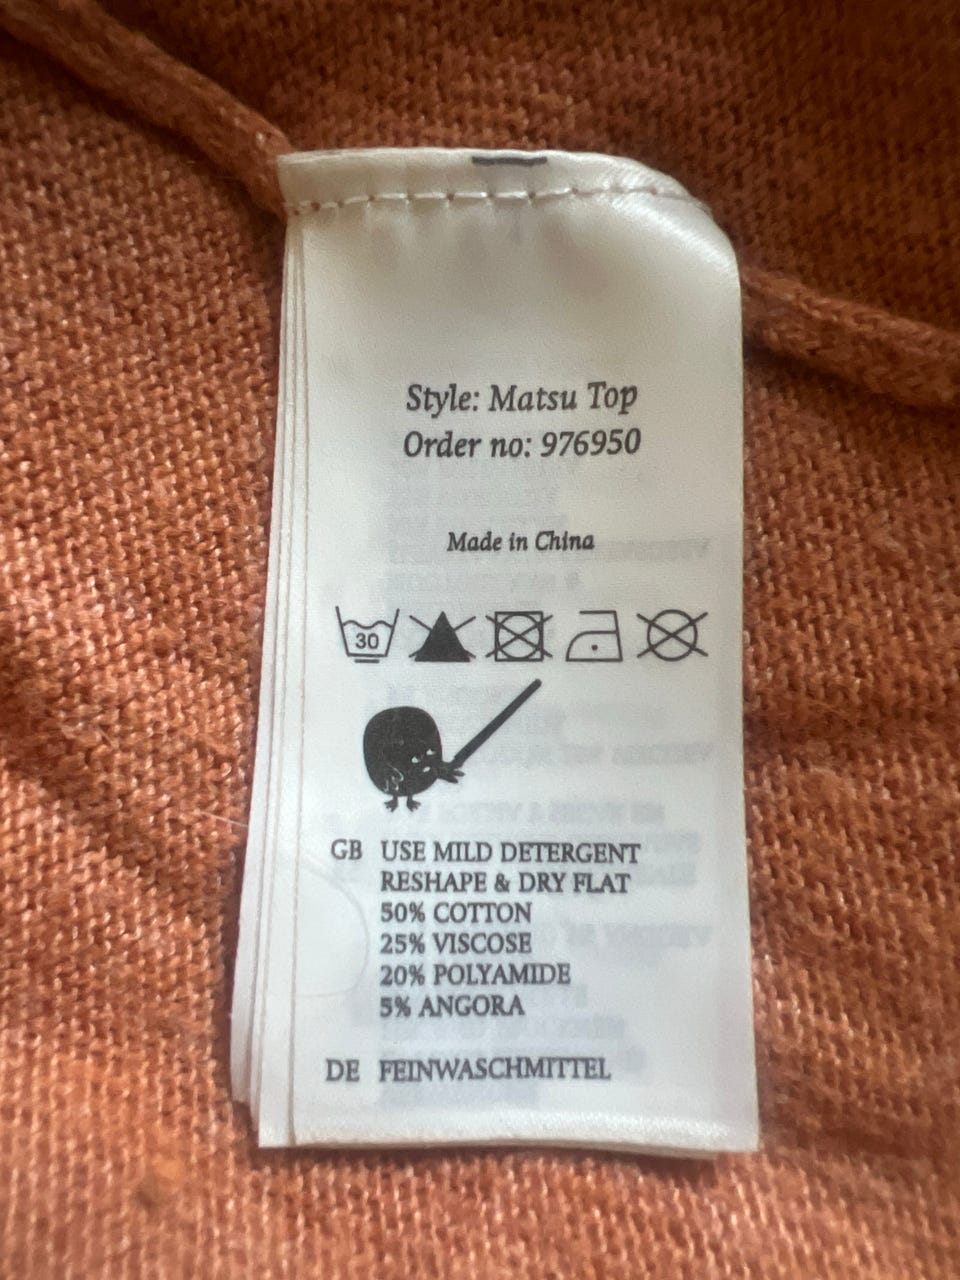 Style: Matsu Top
Order no: 976950
Made in China
30
GB USE MILD DETERGENT
RESHAPE & DRY FLAT
50% COTTON
25% VISCOSE
20% POLYAMIDE
5% ANGORA
DE FEINWASCHMITTEL